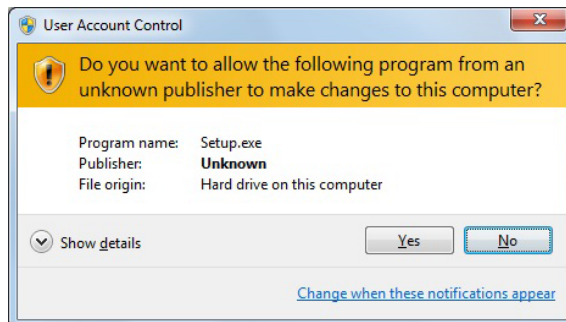 User Account Control
Do you want to allow the following program from an
unknown publisher to make changes to this computer?
Program name: Setup.exe
Publisher: Unknown
File origin: Hard drive on this computer
Show details
Yes
No
Change when these notifications appear